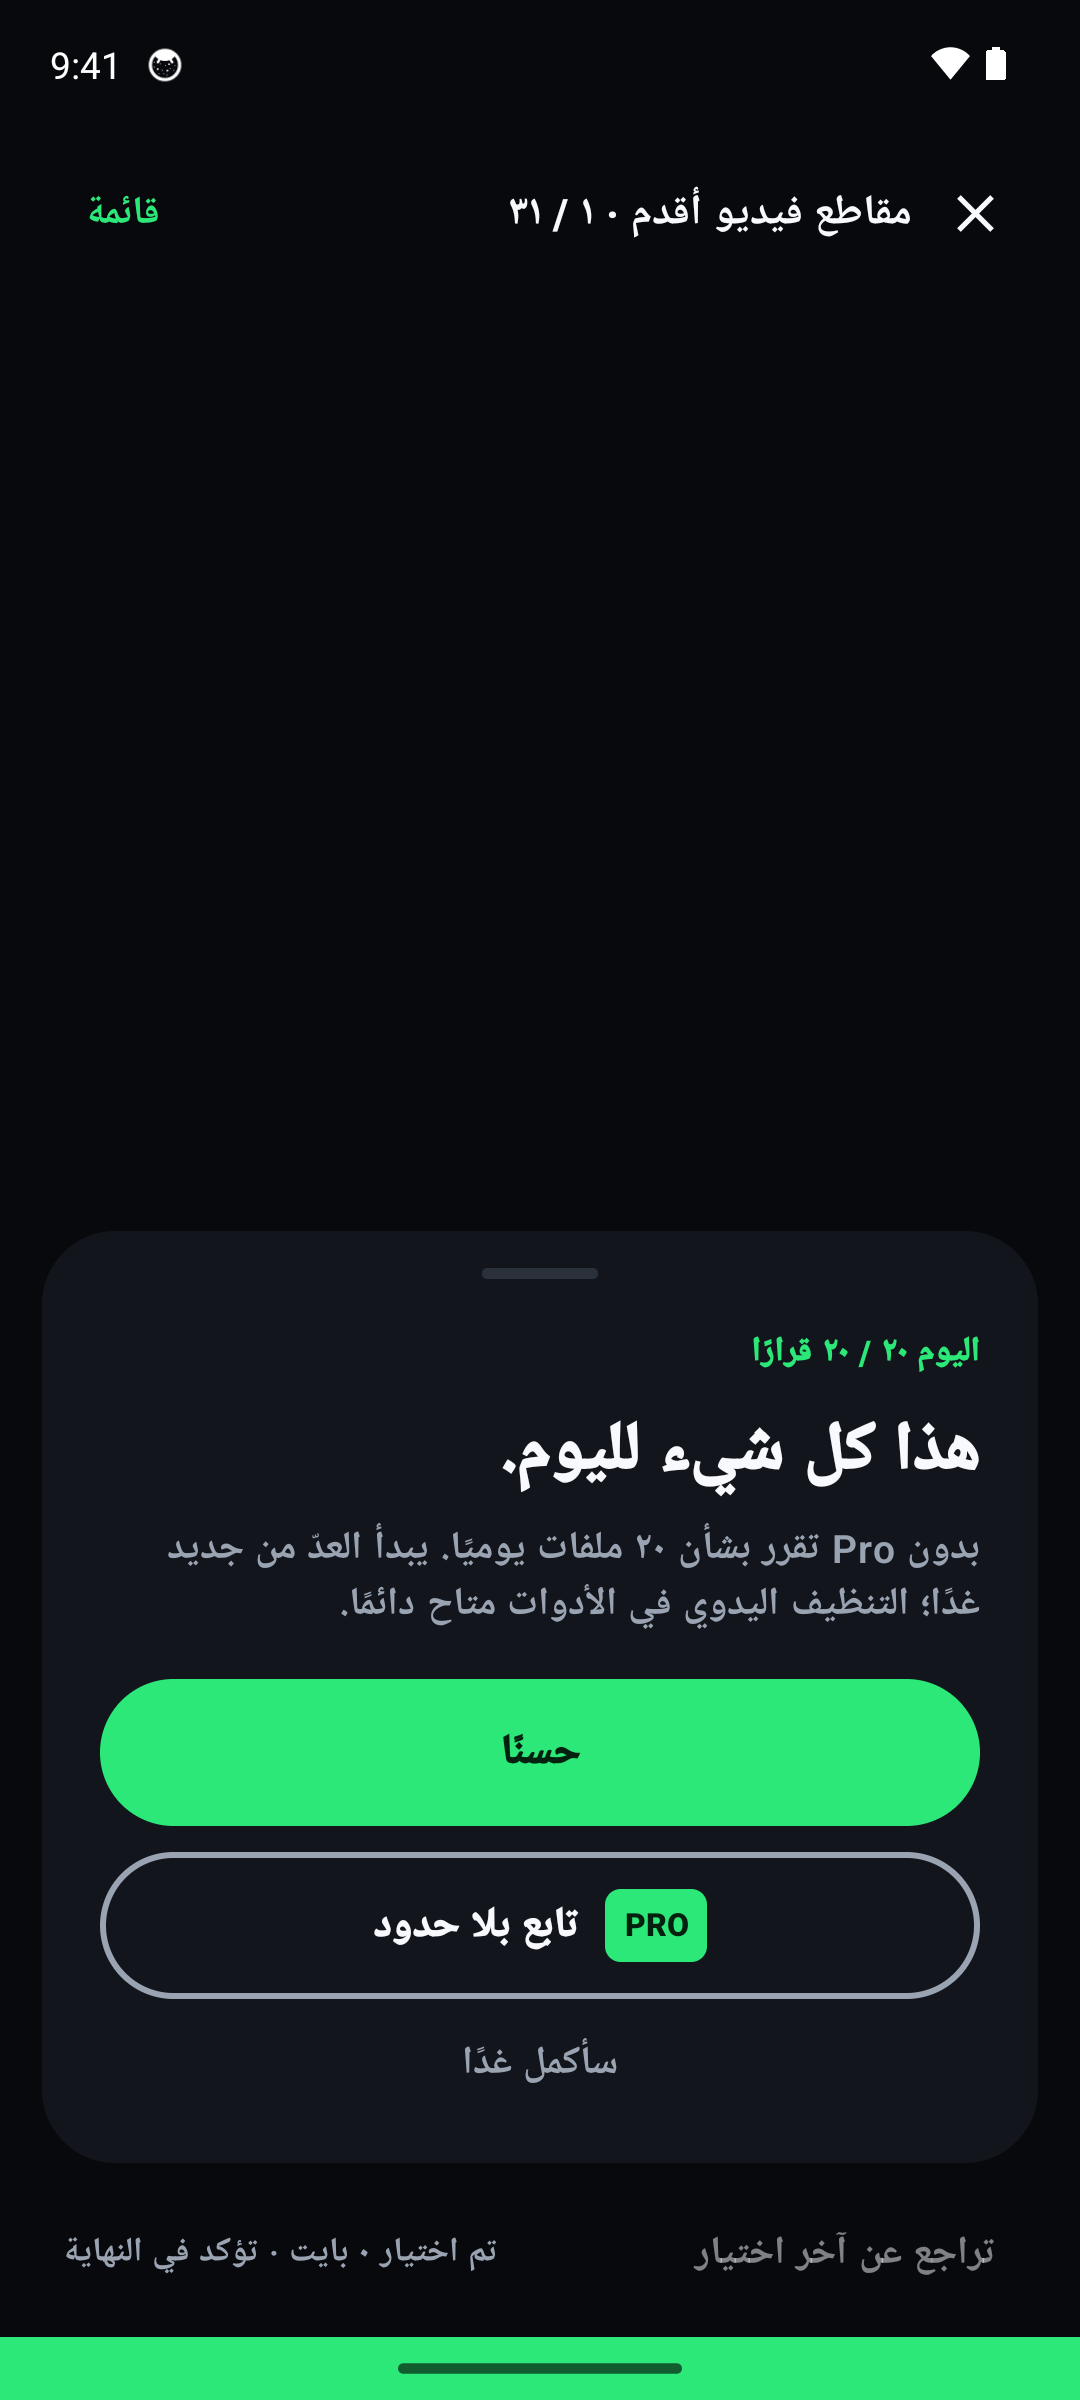 9:41
مقاطع فيديو أقدم · ١ / ٣١
قائمة
اليوم ٢٠ / ٢٠ قرارًا
هذا كل شيء لليوم.
بدون Pro تقرر بشأن ٢٠ ملفات يوميًا. يبدأ العدّ من جديد
غدًا؛ التنظيف اليدوي في الأدوات متاح دائمًا.
حسنًا
PRO تابع بلا حدود
سأكمل غدًا
تراجع عن آخر اختيار
تم اختيار ٠ بايت · تؤكد في النهاية